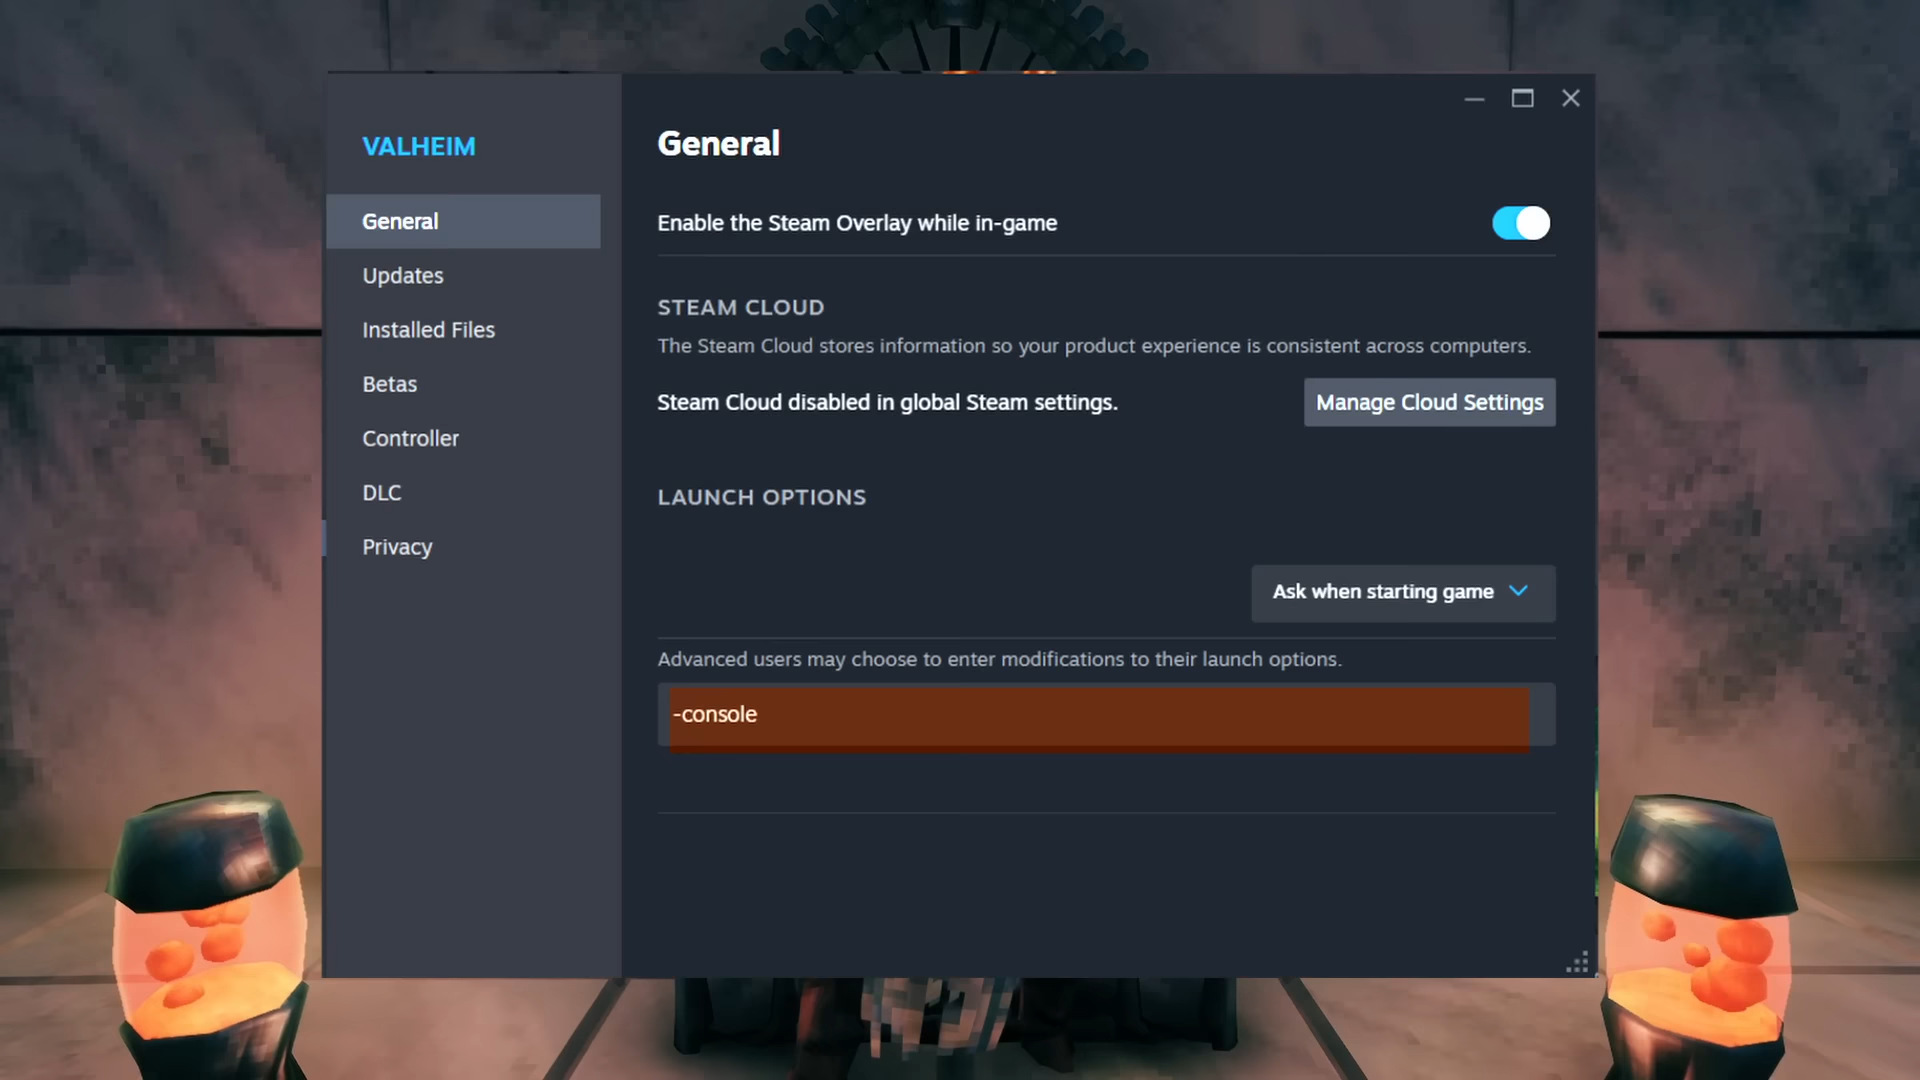 VALHEIM
General
Updates
Installed Files
Betas
Controller
DLC
Privacy
General
Enable the Steam Overlay while in-game
STEAM CLOUD
The Steam Cloud stores information so your product experience is consistent across computers.
Steam Cloud disabled in global Steam settings.
Manage Cloud Settings
LAUNCH OPTIONS
Ask when starting game
Advanced users may choose to enter modifications to their launch options.
-console